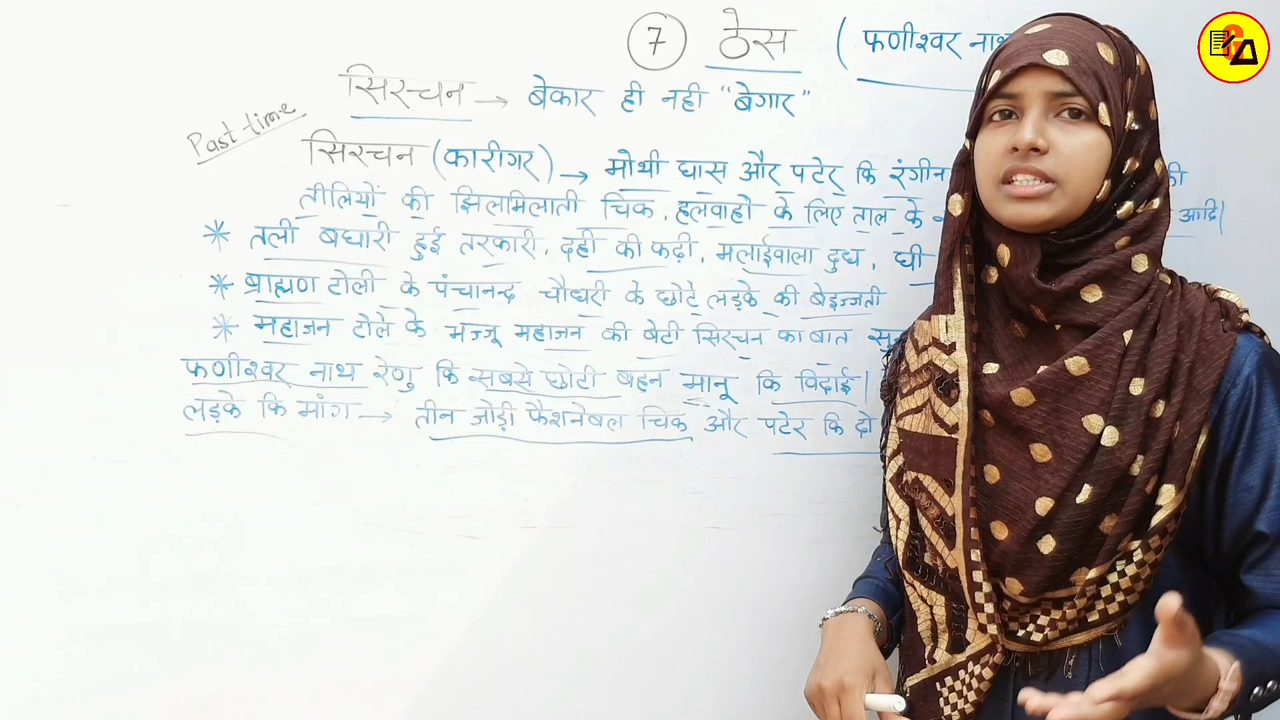 7 ठेस ( फणीश्वर नाथ
सिरचन → बेकार ही नही "बेगार"
Past time
सिरचन (कारीगर) → मोथी घास और पटेर कि रंगीन की
तीलियों की झिलमिलाती चिक, हलवाहो के लिए ताल के आदि|
* तली बघारी हुई तरकारी, दही की कढ़ी, मलाईवाला दुध, घी
* ब्राह्मण टोली के पंचानन्द चौधरी के छोटे लड़के की बेइज्जती
* महाजन टोले के भज्जू महाजन की बेटी सिरचन का बात
फणीश्वर नाथ रेणु कि सबसे छोटी बहन मानू कि विदाई|
लड़के कि मांग → तीन जोड़ी फैशनेबल चिक और पटेर कि दो